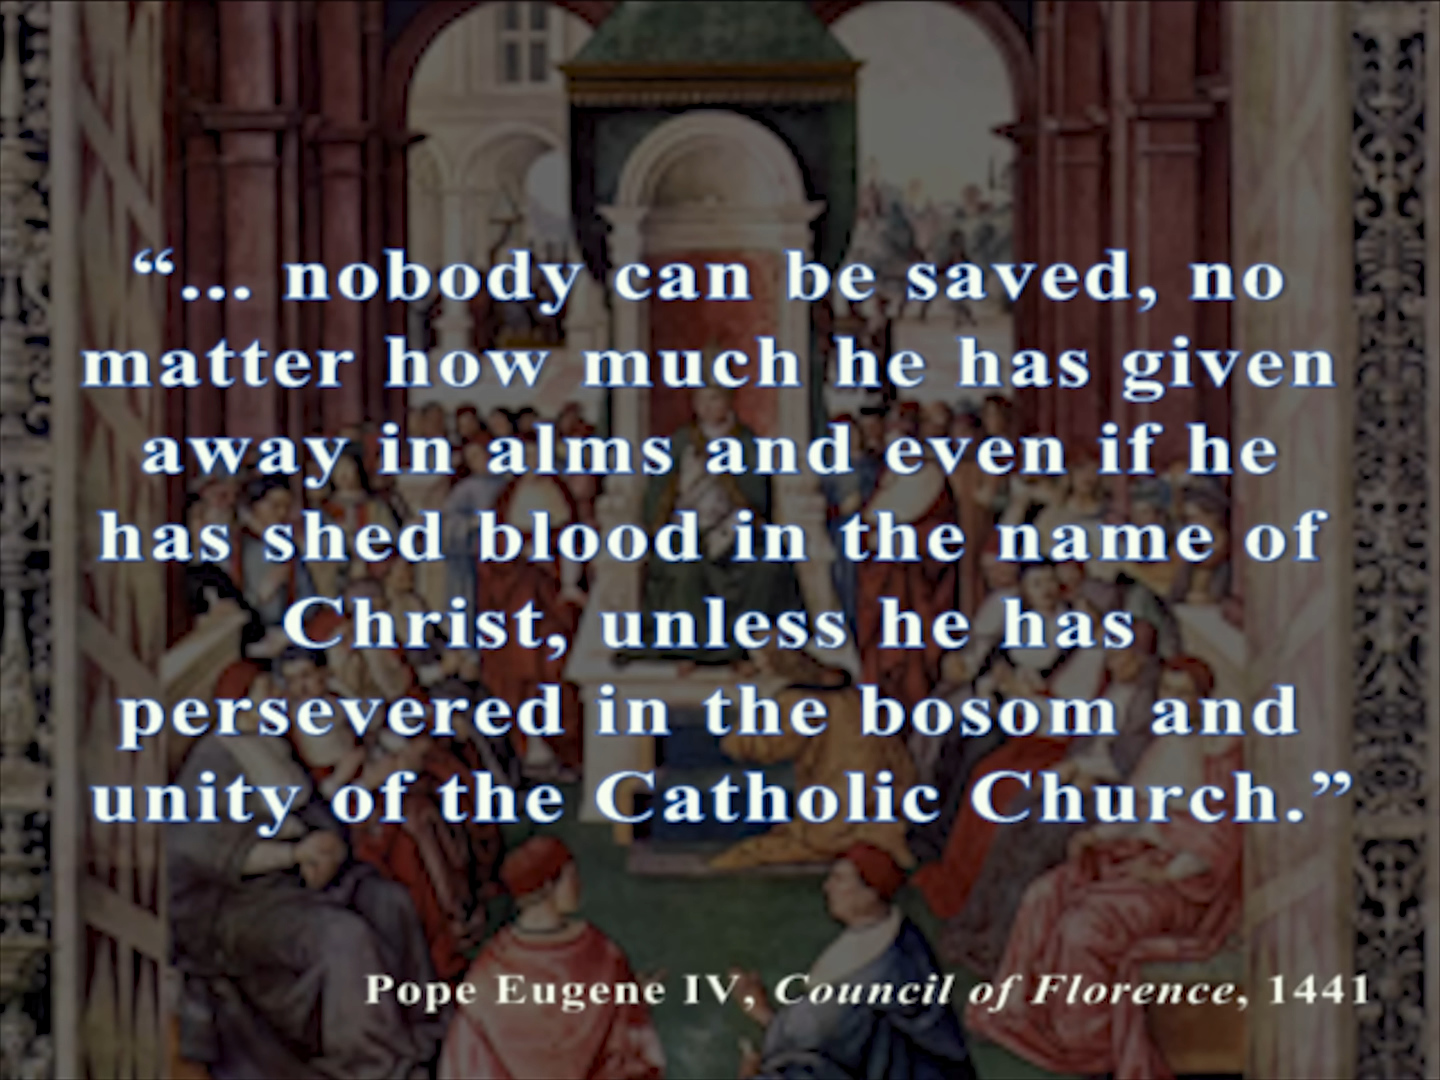 “... nobody can be saved, no
matter how much he has given
away in alms and even if he
has shed blood in the name of
Christ, unless he has
persevered in the bosom and
unity of the Catholic Church.”
Pope Eugene IV, Council of Florence, 1441